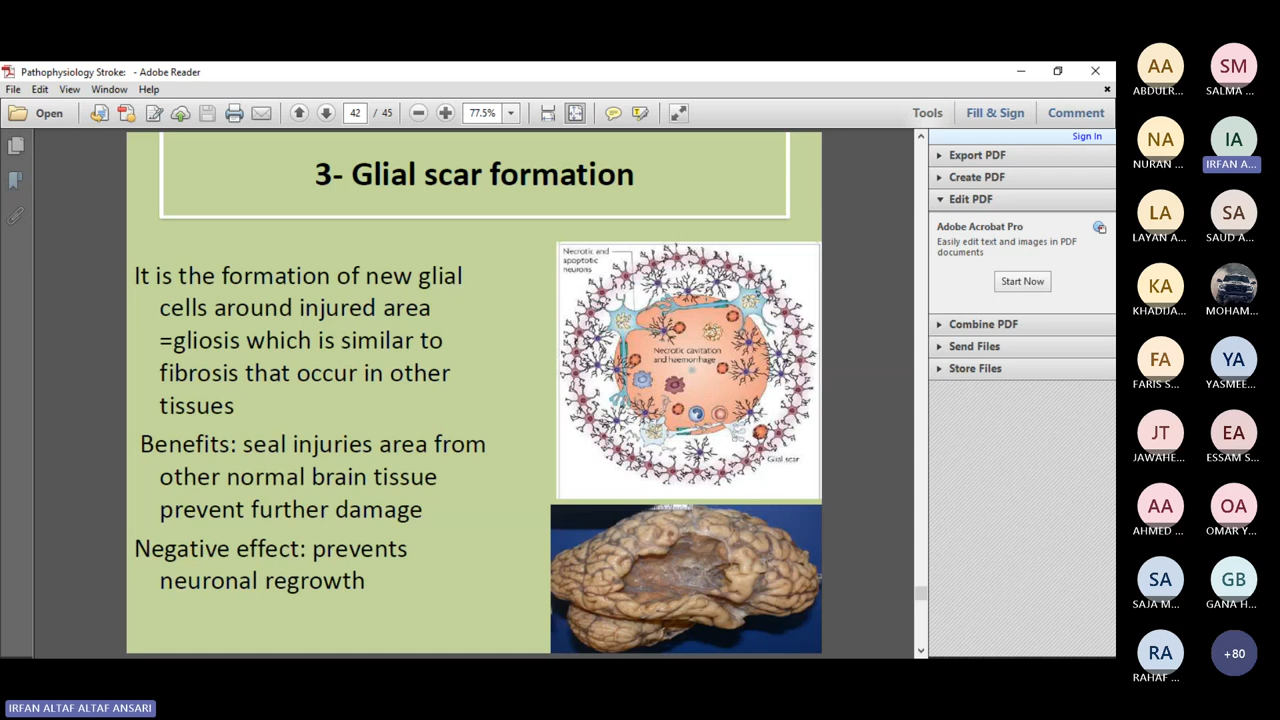 Pathophysiology Stroke: - Adobe Reader
File Edit View Window Help
Open
42 / 45
77.5%
Tools
Fill & Sign
Comment
Sign In
Export PDF
Create PDF
Edit PDF
Adobe Acrobat Pro
Easily edit text and images in PDF
documents
Start Now
Combine PDF
Send Files
Store Files
3- Glial scar formation
It is the formation of new glial
cells around injured area
=gliosis which is similar to
fibrosis that occur in other
tissues
Benefits: seal injuries area from
other normal brain tissue
prevent further damage
Negative effect: prevents
neuronal regrowth
Necrotic and
apoptotic
neurons
Necrotic cavitation
and haemorrhage
Glial scar
AA
ABDULR...
SM
SALMA ...
NA
NURAN ...
IA
IRFAN A...
LA
LAYAN A...
SA
SAUD A...
KA
KHADIJA...
MOHAM...
FA
FARIS S...
YA
YASMEE...
JT
JAWAHE...
EA
ESSAM S...
AA
AHMED ...
OA
OMAR Y...
SA
SAJA M...
GB
GANA H...
RA
RAHAF ...
+80
IRFAN ALTAF ALTAF ANSARI